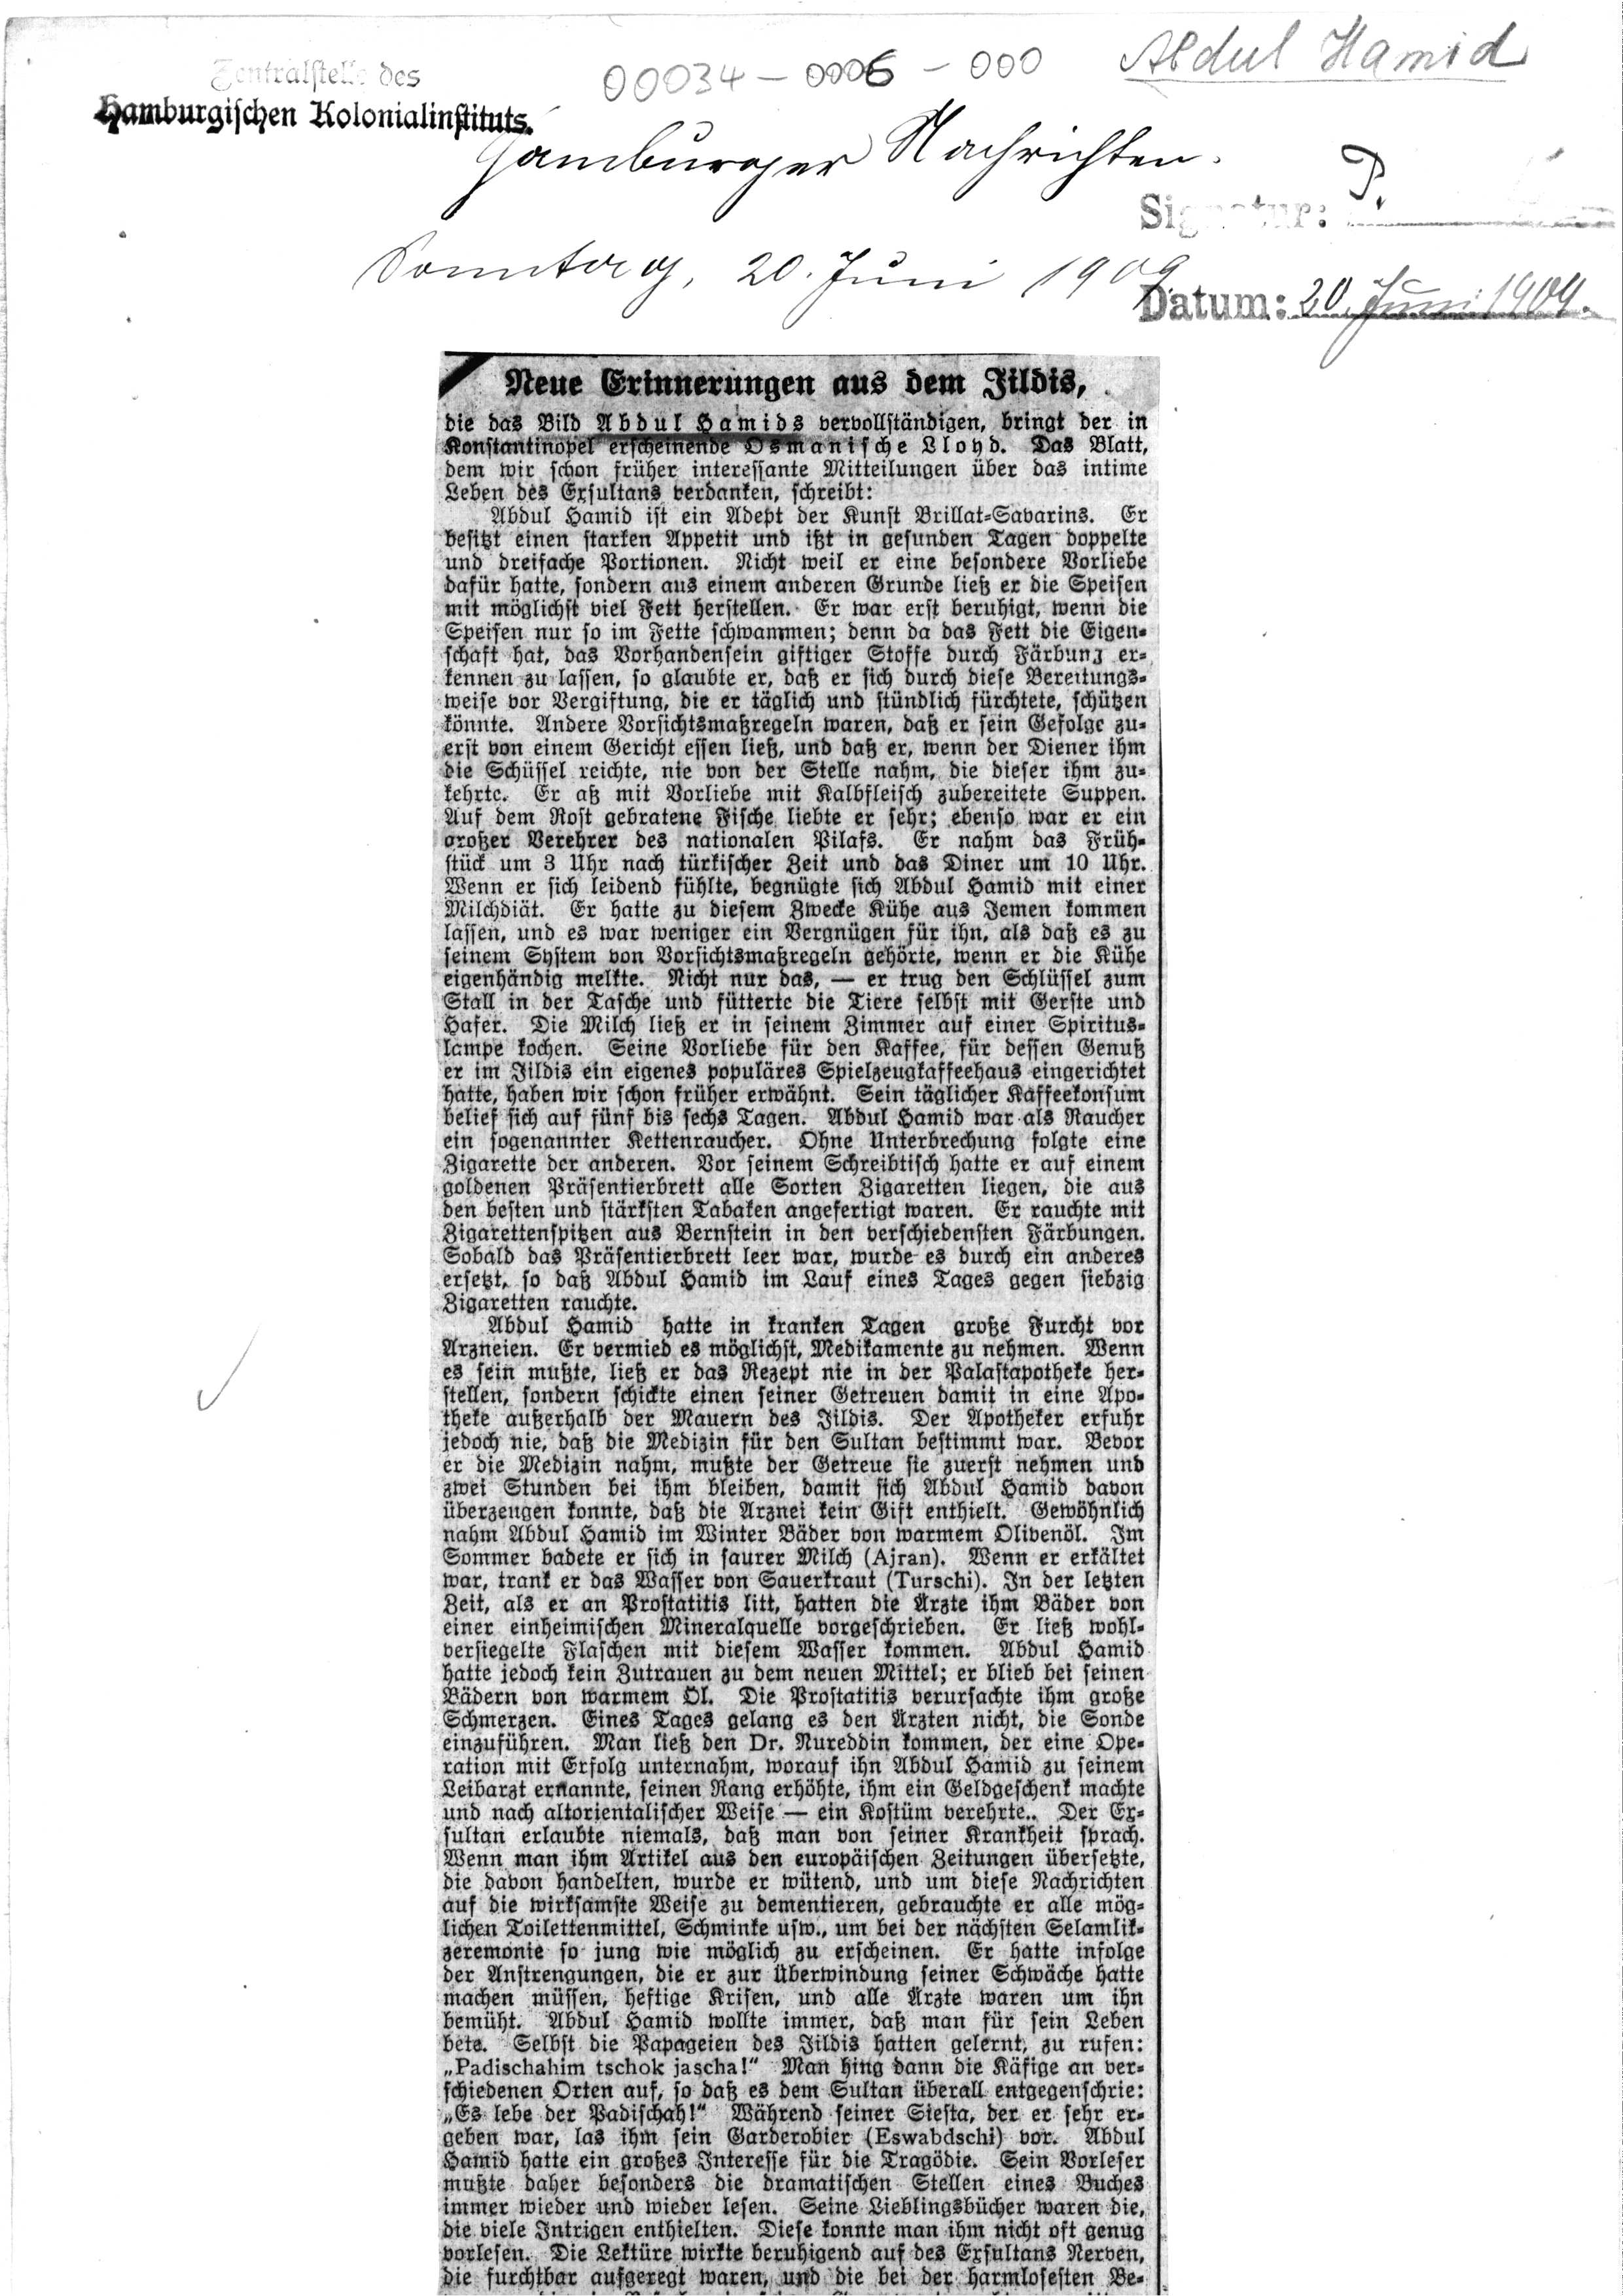 Zentralstelle des
Hamburgischen Kolonialinstituts.
00034-0006-000
Abdul Hamid
Hamburger Nachrichten.
Signatur: P.
Sonntag, 20. Juni 1909
Datum: 20. Juni 1909.
Neue Erinnerungen aus dem Jildis,
die das Bild Abdul Hamids vervollständigen, bringt der in
Konstantinopel erscheinende Osmanische Lloyd. Das Blatt,
dem wir schon früher interessante Mitteilungen über das intime
Leben des Exsultans verdanken, schreibt:
Abdul Hamid ist ein Adept der Kunst Brillat-Savarins. Er
besitzt einen starken Appetit und ißt in gesunden Tagen doppelte
und dreifache Portionen. Nicht weil er eine besondere Vorliebe
dafür hatte, sondern aus einem anderen Grunde ließ er die Speisen
mit möglichst viel Fett herstellen. Er war erst beruhigt, wenn die
Speisen nur so im Fette schwammen; denn da das Fett die Eigen-
schaft hat, das Vorhandensein giftiger Stoffe durch Färbung er-
kennen zu lassen, so glaubte er, daß er sich durch diese Bereitungs-
weise vor Vergiftung, die er täglich und stündlich fürchtete, schützen
könnte. Andere Vorsichtsmaßregeln waren, daß er sein Gefolge zu-
erst von einem Gericht essen ließ, und daß er, wenn der Diener ihm
die Schüssel reichte, nie von der Stelle nahm, die dieser ihm zu-
kehrte. Er aß mit Vorliebe mit Kalbfleisch zubereitete Suppen.
Auf dem Rost gebratene Fische liebte er sehr; ebenso war er ein
großer Verehrer des nationalen Pilafs. Er nahm das Früh-
stück um 3 Uhr nach türkischer Zeit und das Diner um 10 Uhr.
Wenn er sich leidend fühlte, begnügte sich Abdul Hamid mit einer
Milchdiät. Er hatte zu diesem Zwecke Kühe aus Jemen kommen
lassen, und es war weniger ein Vergnügen für ihn, als daß es zu
seinem System von Vorsichtsmaßregeln gehörte, wenn er die Kühe
eigenhändig melkte. Nicht nur das, — er trug den Schlüssel zum
Stall in der Tasche und fütterte die Tiere selbst mit Gerste und
Hafer. Die Milch ließ er in seinem Zimmer auf einer Spiritus-
lampe kochen. Seine Vorliebe für den Kaffee, für dessen Genuß
er im Jildis ein eigenes populäres Spielzeugkaffeehaus eingerichtet
hatte, haben wir schon früher erwähnt. Sein täglicher Kaffeekonsum
belief sich auf fünf bis sechs Tagen. Abdul Hamid war als Raucher
ein sogenannter Kettenraucher. Ohne Unterbrechung folgte eine
Zigarette der anderen. Vor seinem Schreibtisch hatte er auf einem
goldenen Präsentierbrett alle Sorten Zigaretten liegen, die aus
den besten und stärksten Tabaken angefertigt waren. Er rauchte mit
Zigarettenspitzen aus Bernstein in den verschiedensten Färbungen.
Sobald das Präsentierbrett leer war, wurde es durch ein anderes
ersetzt, so daß Abdul Hamid im Lauf eines Tages gegen siebzig
Zigaretten rauchte.
Abdul Hamid hatte in kranken Tagen große Furcht vor
Arzneien. Er vermied es möglichst, Medikamente zu nehmen. Wenn
es sein mußte, ließ er das Rezept nie in der Palastapotheke her-
stellen, sondern schickte einen seiner Getreuen damit in eine Apo-
theke außerhalb der Mauern des Jildis. Der Apotheker erfuhr
jedoch nie, daß die Medizin für den Sultan bestimmt war. Bevor
er die Medizin nahm, mußte der Getreue sie zuerst nehmen und
zwei Stunden bei ihm bleiben, damit sich Abdul Hamid davon
überzeugen konnte, daß die Arznei kein Gift enthielt. Gewöhnlich
nahm Abdul Hamid im Winter Bäder von warmem Olivenöl. Im
Sommer badete er sich in saurer Milch (Ajran). Wenn er erkältet
war, trank er das Wasser von Sauerkraut (Turschi). In der letzten
Zeit, als er an Prostatitis litt, hatten die Ärzte ihm Bäder von
einer einheimischen Mineralquelle vorgeschrieben. Er ließ wohl-
versiegelte Flaschen mit diesem Wasser kommen. Abdul Hamid
hatte jedoch kein Zutrauen zu dem neuen Mittel; er blieb bei seinen
Bädern von warmem Öl. Die Prostatitis verursachte ihm große
Schmerzen. Eines Tages gelang es den Ärzten nicht, die Sonde
einzuführen. Man ließ den Dr. Nureddin kommen, der eine Ope-
ration mit Erfolg unternahm, worauf ihn Abdul Hamid zu seinem
Leibarzt ernannte, seinen Rang erhöhte, ihm ein Geldgeschenk machte
und nach altorientalischer Weise — ein Kostüm verehrte.. Der Ex-
sultan erlaubte niemals, daß man von seiner Krankheit sprach.
Wenn man ihm Artikel aus den europäischen Zeitungen übersetzte,
die davon handelten, wurde er wütend, und um diese Nachrichten
auf die wirksamste Weise zu dementieren, gebrauchte er alle mög-
lichen Toilettenmittel, Schminke usw., um bei der nächsten Selamlik-
zeremonie so jung wie möglich zu erscheinen. Er hatte infolge
der Anstrengungen, die er zur Überwindung seiner Schwäche hatte
machen müssen, heftige Krisen, und alle Ärzte waren um ihn
bemüht. Abdul Hamid wollte immer, daß man für sein Leben
bete. Selbst die Papageien des Jildis hatten gelernt, zu rufen:
„Padischahim tschok jascha!“ Man hing dann die Käfige an ver-
schiedenen Orten auf, so daß es dem Sultan überall entgegenschrie:
„Es lebe der Padischah!“ Während seiner Siesta, der er sehr er-
geben war, las ihm sein Garderobier (Eswabdschi) vor. Abdul
Hamid hatte ein großes Interesse für die Tragödie. Sein Vorleser
mußte daher besonders die dramatischen Stellen eines Buches
immer wieder und wieder lesen. Seine Lieblingsbücher waren die,
die viele Intrigen enthielten. Diese konnte man ihm nicht oft genug
vorlesen. Die Lektüre wirkte beruhigend auf des Exsultans Nerven,
die furchtbar aufgeregt waren, und die bei der harmlosesten Be-